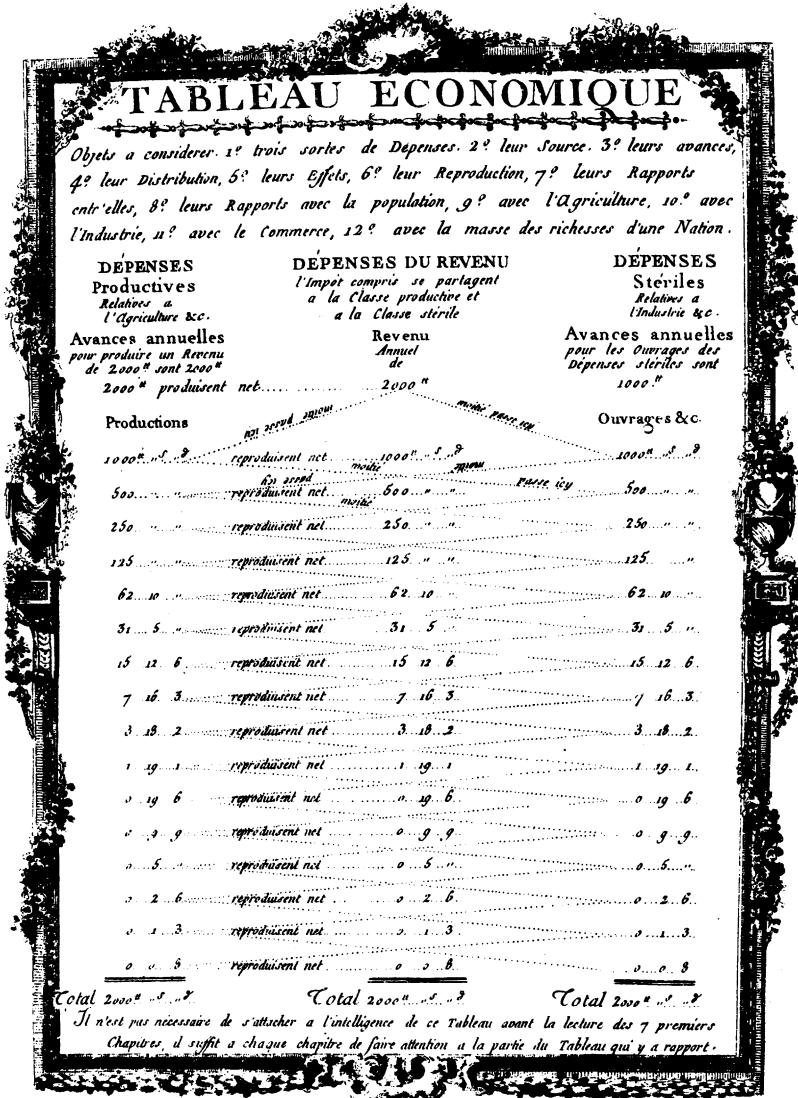 TABLEAU ECONOMIQUE
Objets a considerer. 1º trois sortes de Dépenses. 2º leur Source. 3º leurs avances,
4º leur Distribution, 5º leurs Effets, 6º leur Reproduction, 7º leurs Rapports
entr'elles, 8º leurs Rapports avec la population, 9º avec l'Agriculture, 10º avec
l'Industrie, 11º avec le Commerce, 12º avec la masse des richesses d'une Nation.
DÉPENSES
Productives
Relatives a
l'Agriculture &c.
Avances annuelles
pour produire un Revenu
de 2000 ₶ sont 2000 ₶
DÉPENSES DU REVENU
l'Impôt compris se partagent
a la Classe productive et
a la Classe stérile
Revenu
Annuel
de
DÉPENSES
Stériles
Relatives a
l'Industrie &c.
Avances annuelles
pour les Ouvrages des
Dépenses stériles sont
2000 ₶ produisent net............ 2000 ₶ 1000 ₶
Productions moitié passe icy Ouvrages &c.
1000 ₶ „ s „ d reproduisent net 1000 ₶ „ s „ d 1000 ₶ „ s „ d
moitié passe icy
500 „ „ reproduisent net 500 „ „ 500 „ „
moitié
250 „ „ reproduisent net 250 „ „ 250 „ „
125 „ „ reproduisent net 125 „ „ 125 „
62 10 „ reproduisent net 62 10 62 10 „
31 5 „ reproduisent net 31 5 „ 31 5 „
15 12 6 reproduisent net 15 12 6 15 12 6
7 16 3 reproduisent net 7 16 3 7 16 3
3 18 2 reproduisent net 3 18 2 3 18 2
1 19 1 reproduisent net 1 19 1 1 19 1
0 19 6 reproduisent net 0 19 6 0 19 6
0 9 9 reproduisent net 0 9 9 0 9 9
0 5 „ reproduisent net 0 5 „ 0 5 „
0 2 6 reproduisent net 0 2 6 0 2 6
0 1 3 reproduisent net 0 1 3 0 1 3
0 0 8 reproduisent net 0 0 8 0 0 8
Total 2000 ₶ „ s „ d Total 2000 ₶ „ s „ d Total 2000 ₶ „ s „ d
Il n'est pas nécessaire de s'attacher a l'intelligence de ce Tableau avant la lecture des 7 premiers
Chapitres, il suffit a chaque chapitre de faire attention a la partie du Tableau qui y a rapport.